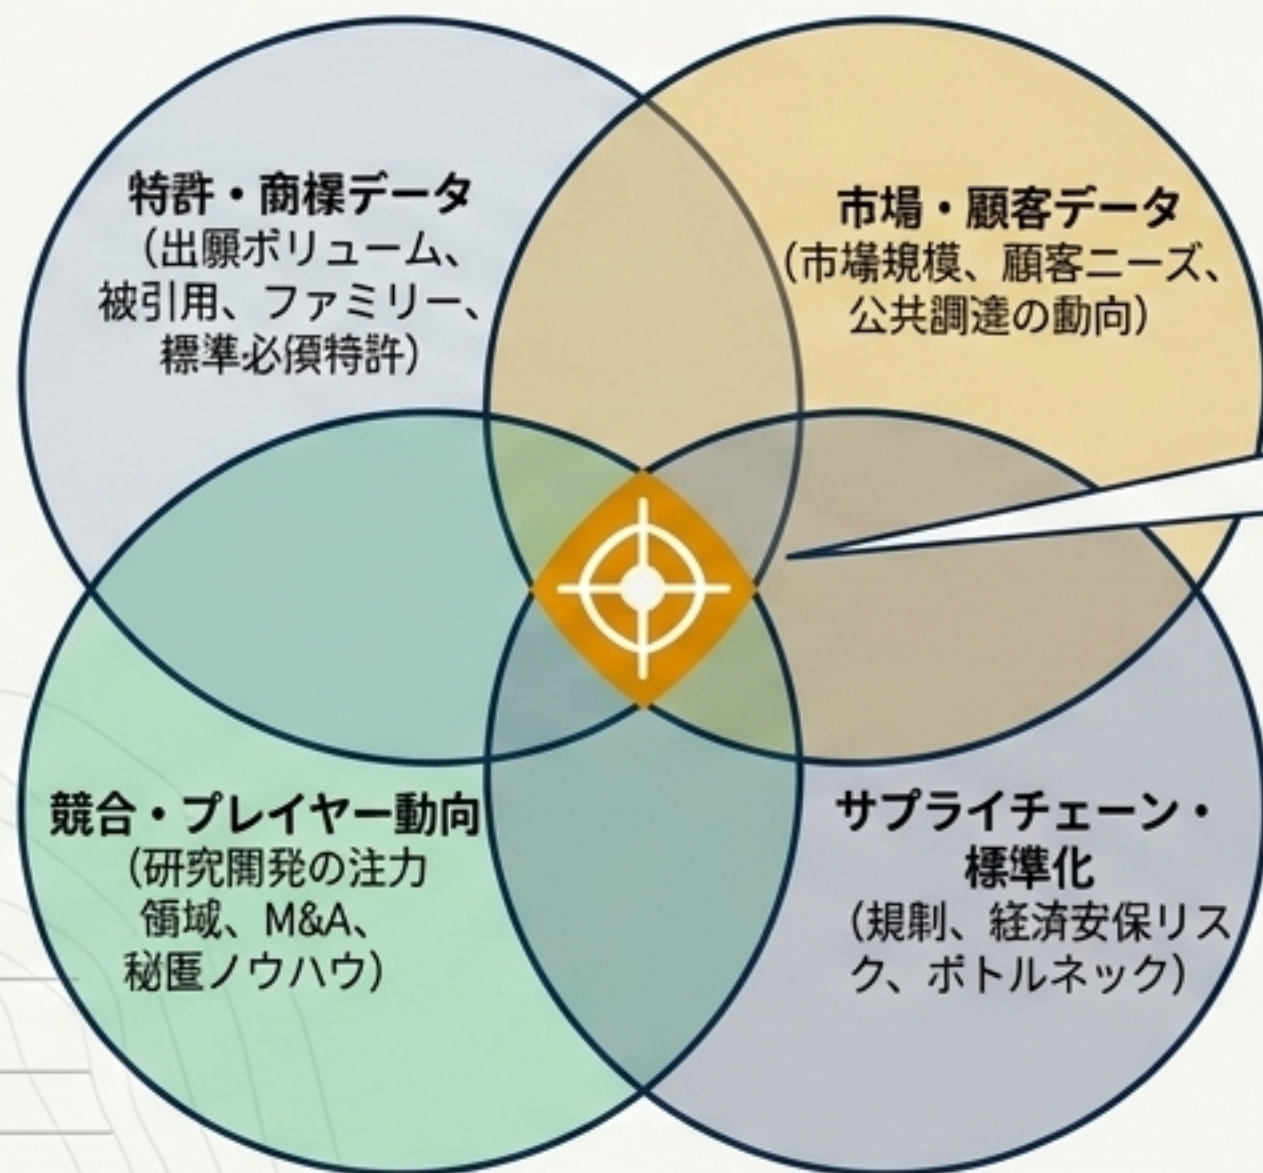 特許・商標データ
（出願ボリューム、
被引用、ファミリー、
標準必須特許）
市場・顧客データ
（市場規模、顧客ニーズ、
公共調達の動向）
競合・プレイヤー動向
（研究開発の注力
領域、M&A、
秘匿ノウハウ）
サプライチェーン・
標準化
（規制、経済安保リス
ク、ボトルネック）